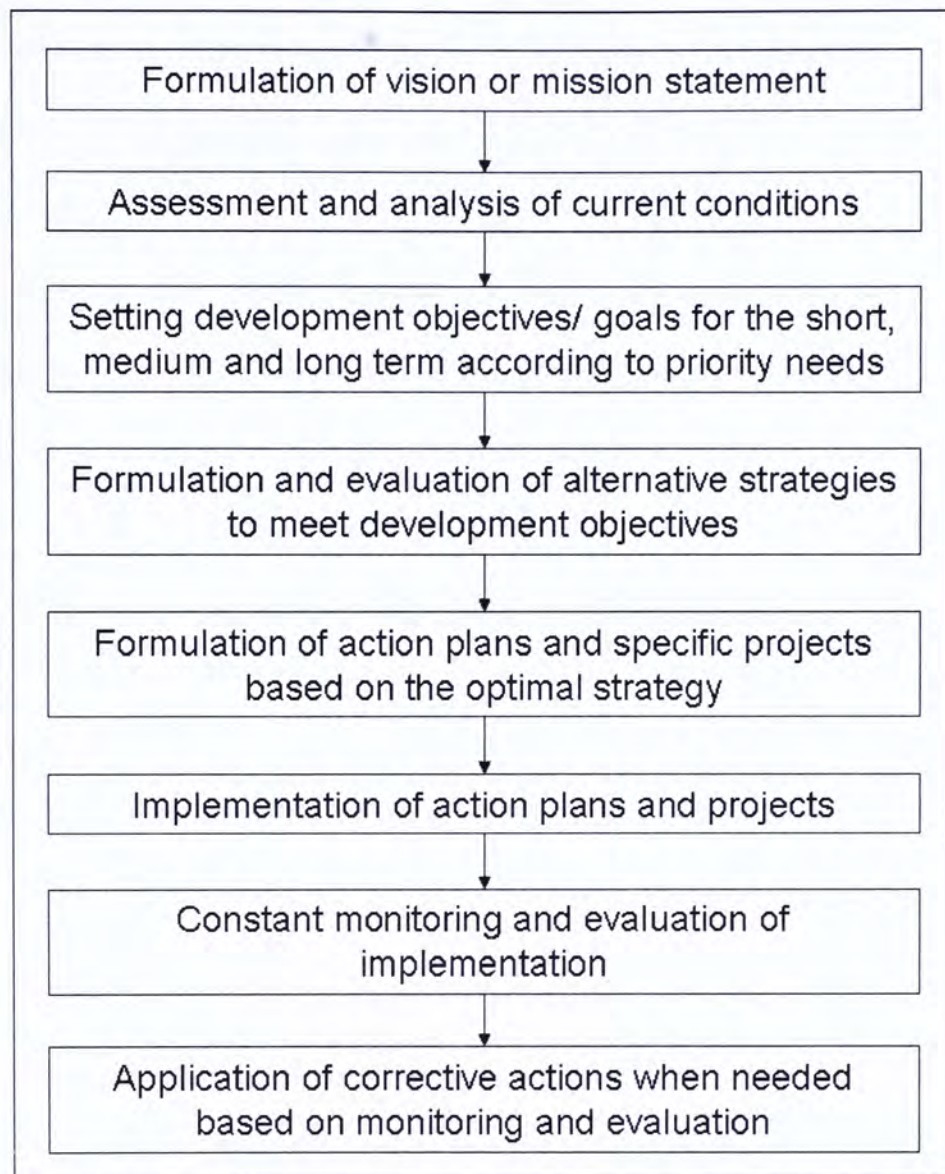 Formulation of vision or mission statement
Assessment and analysis of current conditions
Setting development objectives/ goals for the short,
medium and long term according to priority needs
Formulation and evaluation of alternative strategies
to meet development objectives
Formulation of action plans and specific projects
based on the optimal strategy
Implementation of action plans and projects
Constant monitoring and evaluation of
implementation
Application of corrective actions when needed
based on monitoring and evaluation